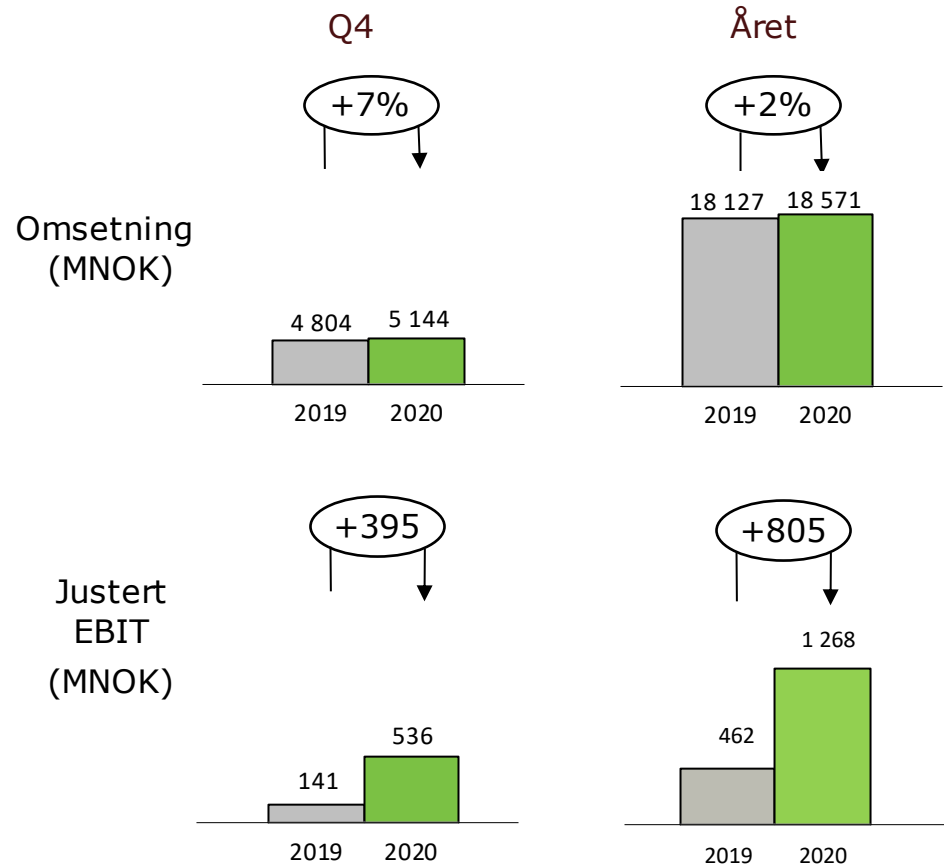 Q4
Året
+7%
+2%
Omsetning
(MNOK)
4 804
5 144
2019
2020
18 127
18 571
2019
2020
+395
+805
Justert
EBIT
(MNOK)
141
536
2019
2020
462
1 268
2019
2020